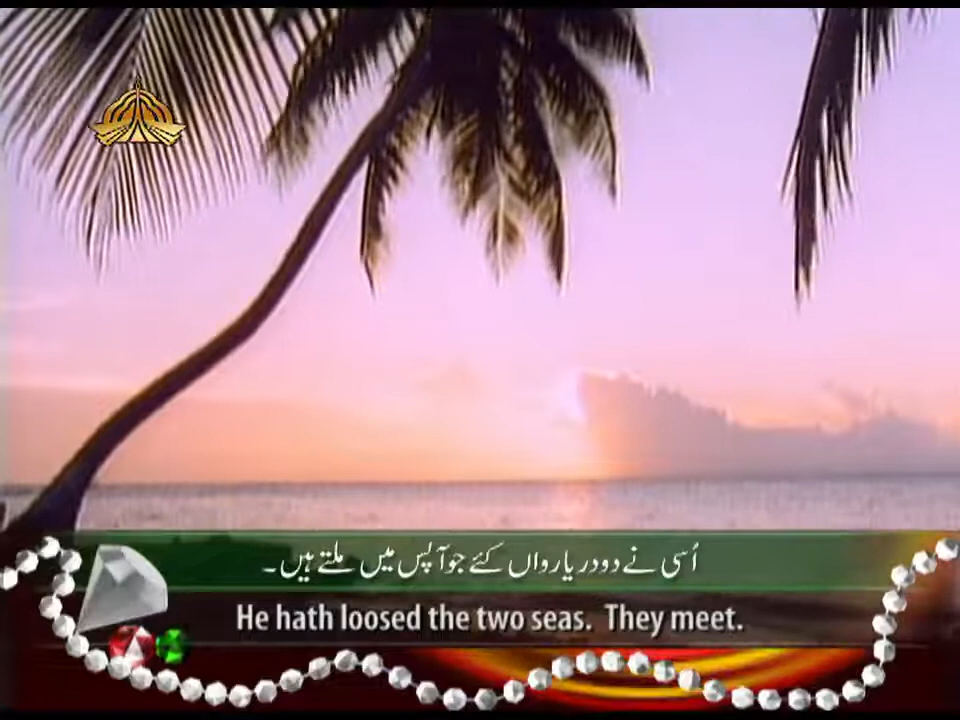 اُسی نے دو دریا رواں کئے جو آپس میں ملتے ہیں۔
He hath loosed the two seas. They meet.